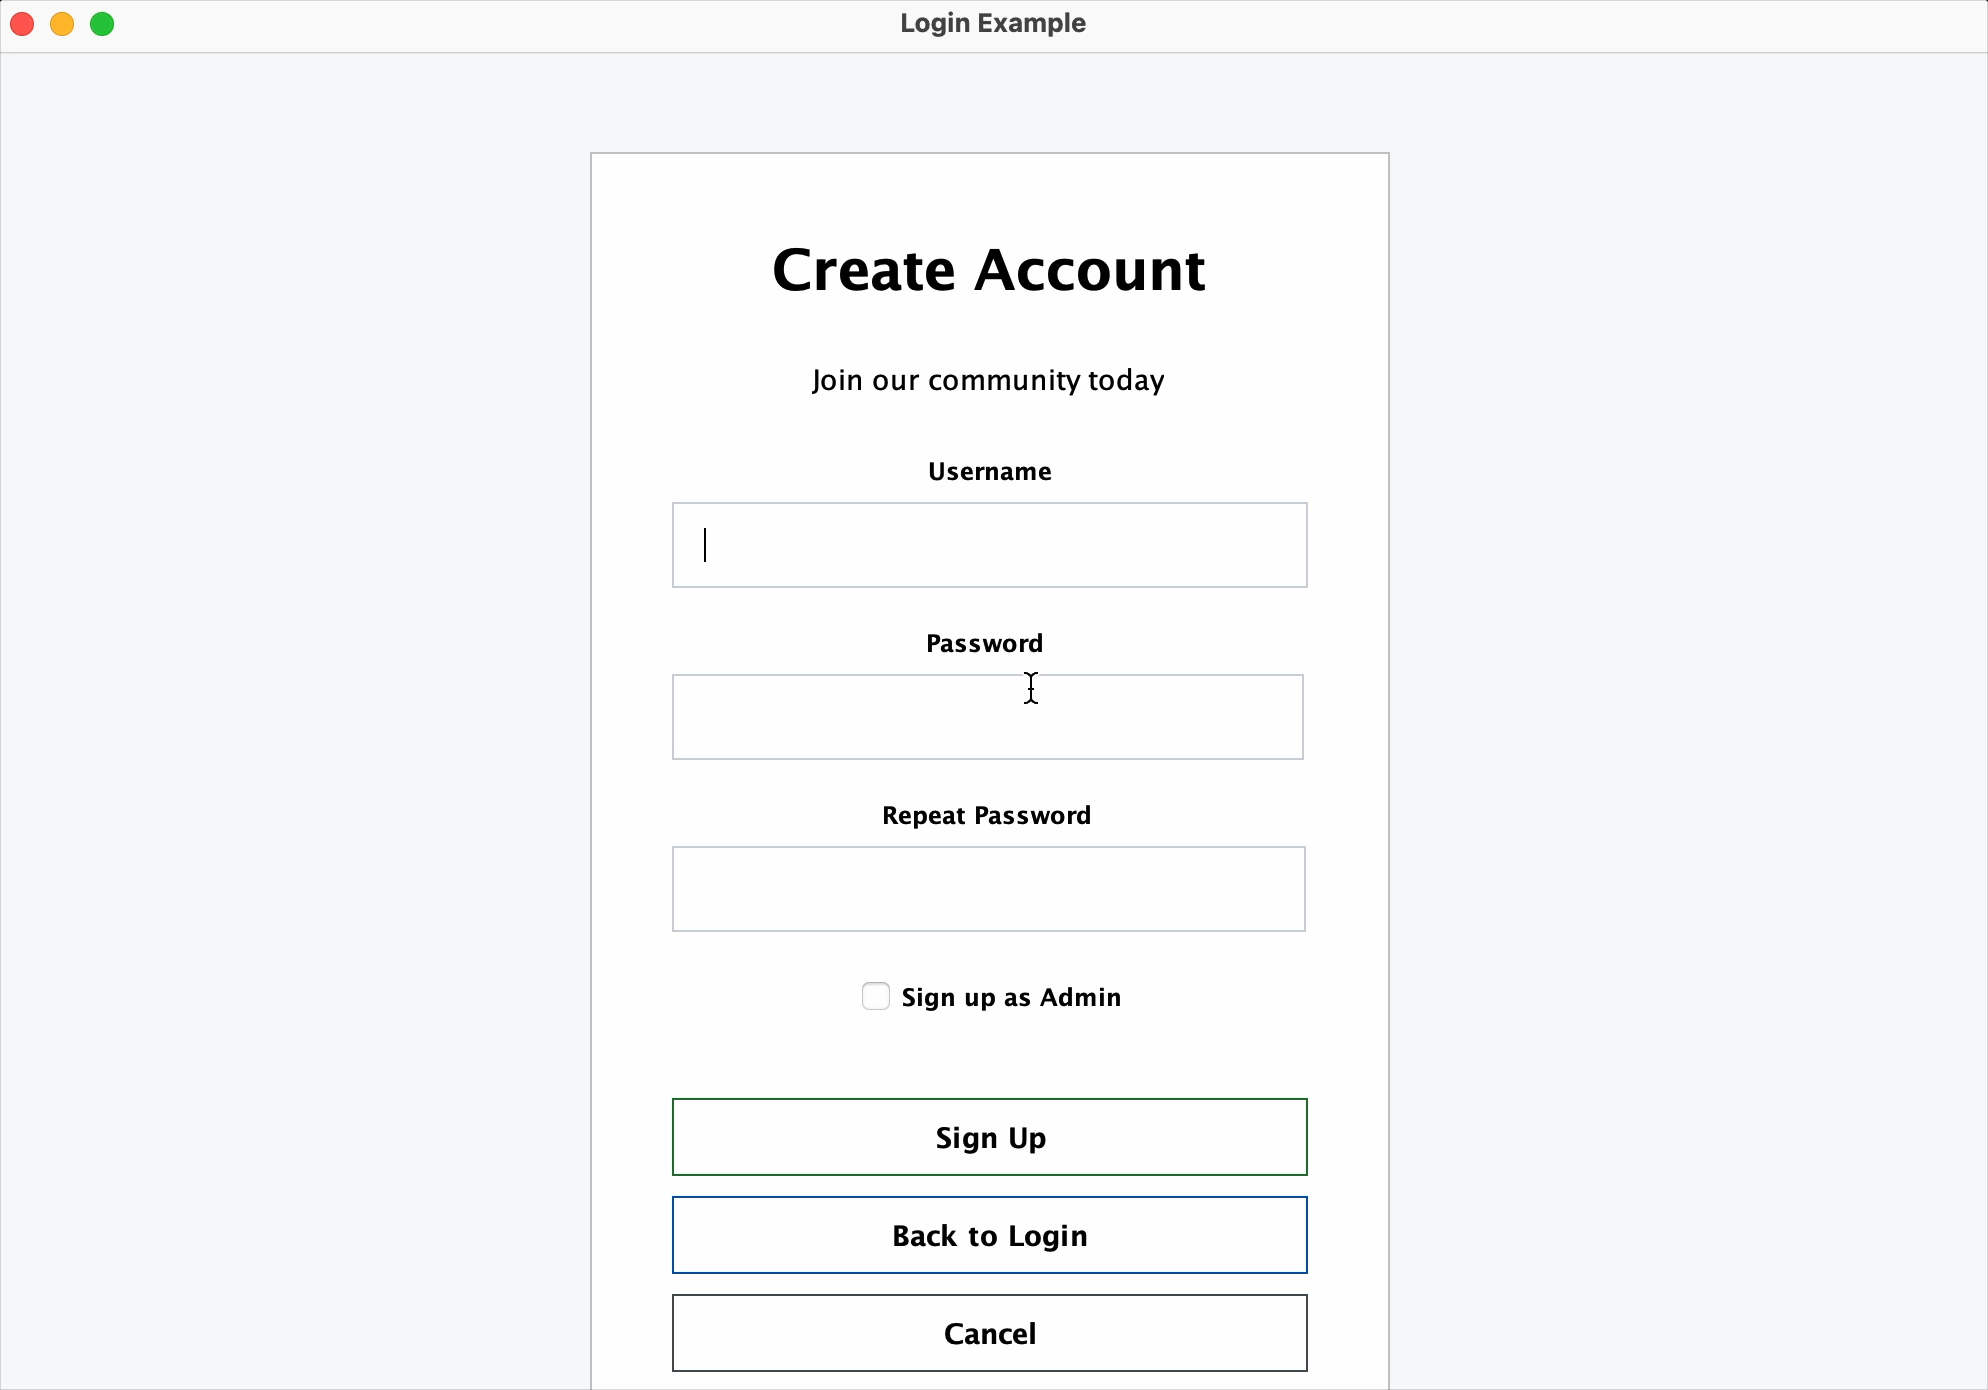 Login Example
Create Account
Join our community today
Username
Password
Repeat Password
Sign up as Admin
Sign Up
Back to Login
Cancel